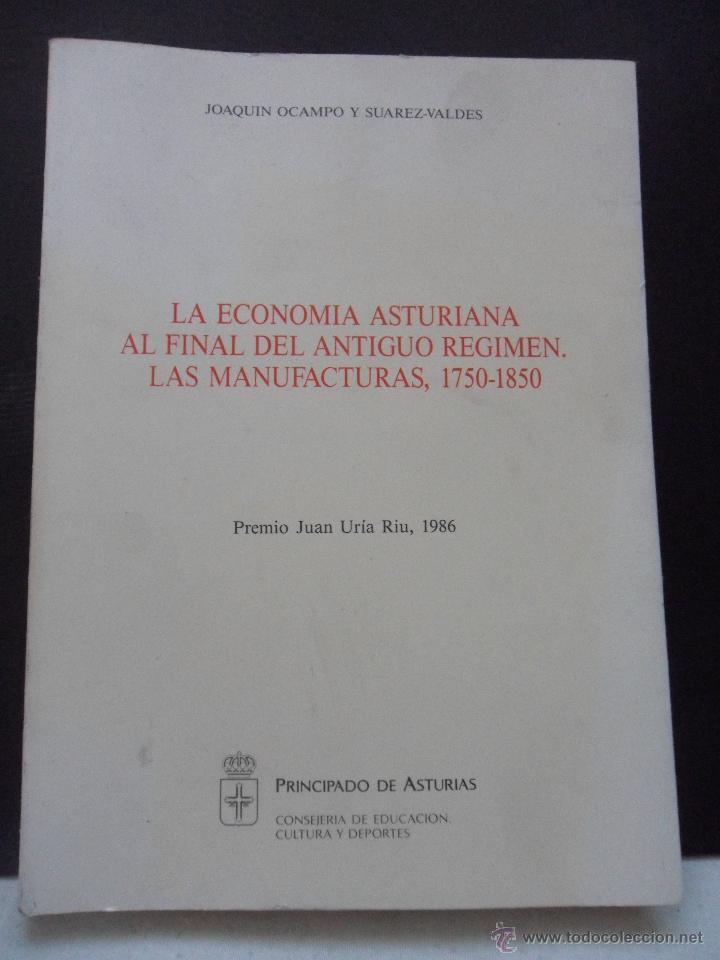 JOAQUIN OCAMPO Y SUAREZ-VALDES
LA ECONOMIA ASTURIANA
AL FINAL DEL ANTIGUO REGIMEN.
LAS MANUFACTURAS, 1750-1850
Premio Juan Uría Riu, 1986
PRINCIPADO DE ASTURIAS
CONSEJERIA DE EDUCACION.
CULTURA Y DEPORTES
www.todocoleccion.net